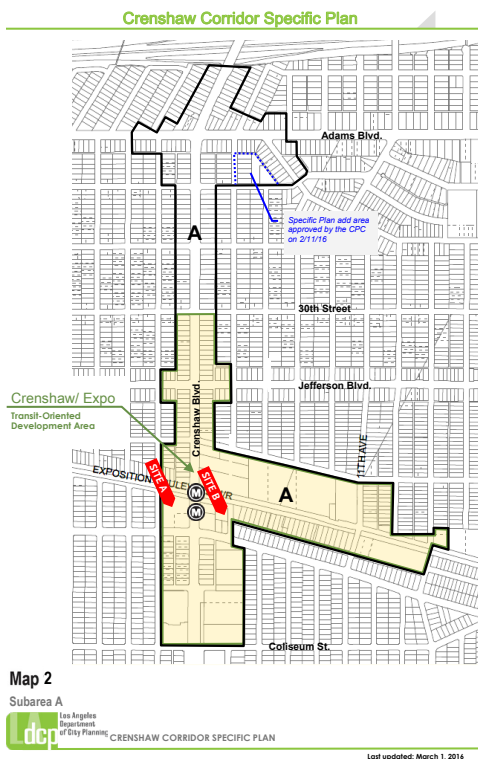 Crenshaw Corridor Specific Plan
Adams Blvd.
Specific Plan add area
approved by the CPC
on 2/11/16
A
30th Street
Jefferson Blvd.
Crenshaw/ Expo
Transit-Oriented
Development Area
Crenshaw Blvd.
11TH AVE
EXPOSITION
SITE A
SITE B
M
M
A
Coliseum St.
Map 2
Subarea A
LA dcp
Los Angeles
Department
of City Planning
CRENSHAW CORRIDOR SPECIFIC PLAN
Last updated: March 1, 2016